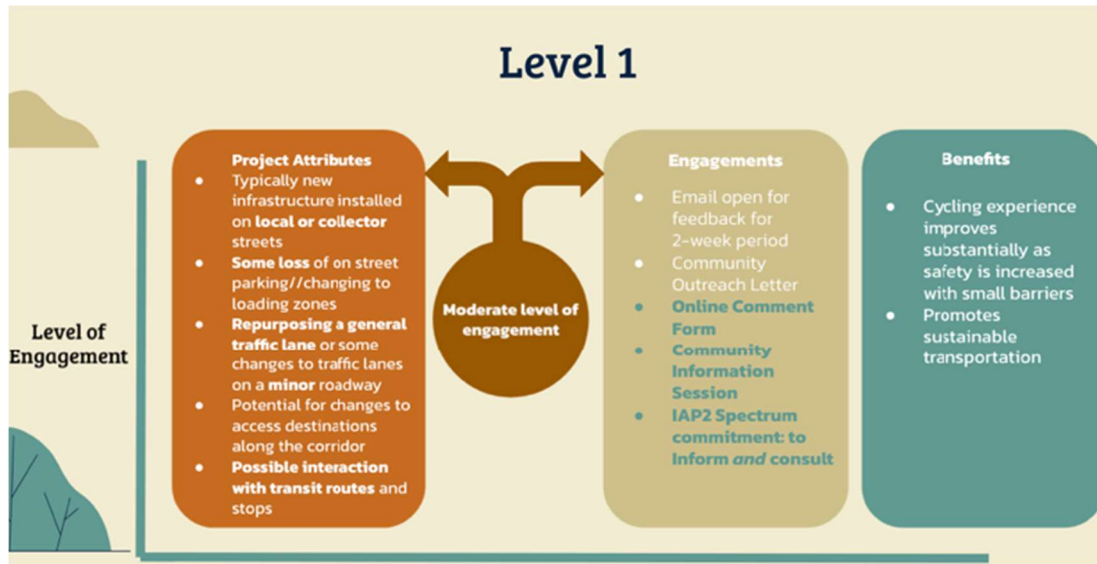 Level 1
Level of
Engagement
Project Attributes
● Typically new
infrastructure installed
on local or collector
streets
● Some loss of on street
parking//changing to
loading zones
● Repurposing a general
traffic lane or some
changes to traffic lanes
on a minor roadway
● Potential for changes to
access destinations
along the corridor
● Possible interaction
with transit routes and
stops
Moderate level of
engagement
Engagements
● Email open for
feedback for
2-week period
● Community
Outreach Letter
● Online Comment
Form
● Community
Information
Session
● IAP2 Spectrum
commitment: to
Inform and consult
Benefits
● Cycling experience
improves
substantially as
safety is increased
with small barriers
● Promotes
sustainable
transportation